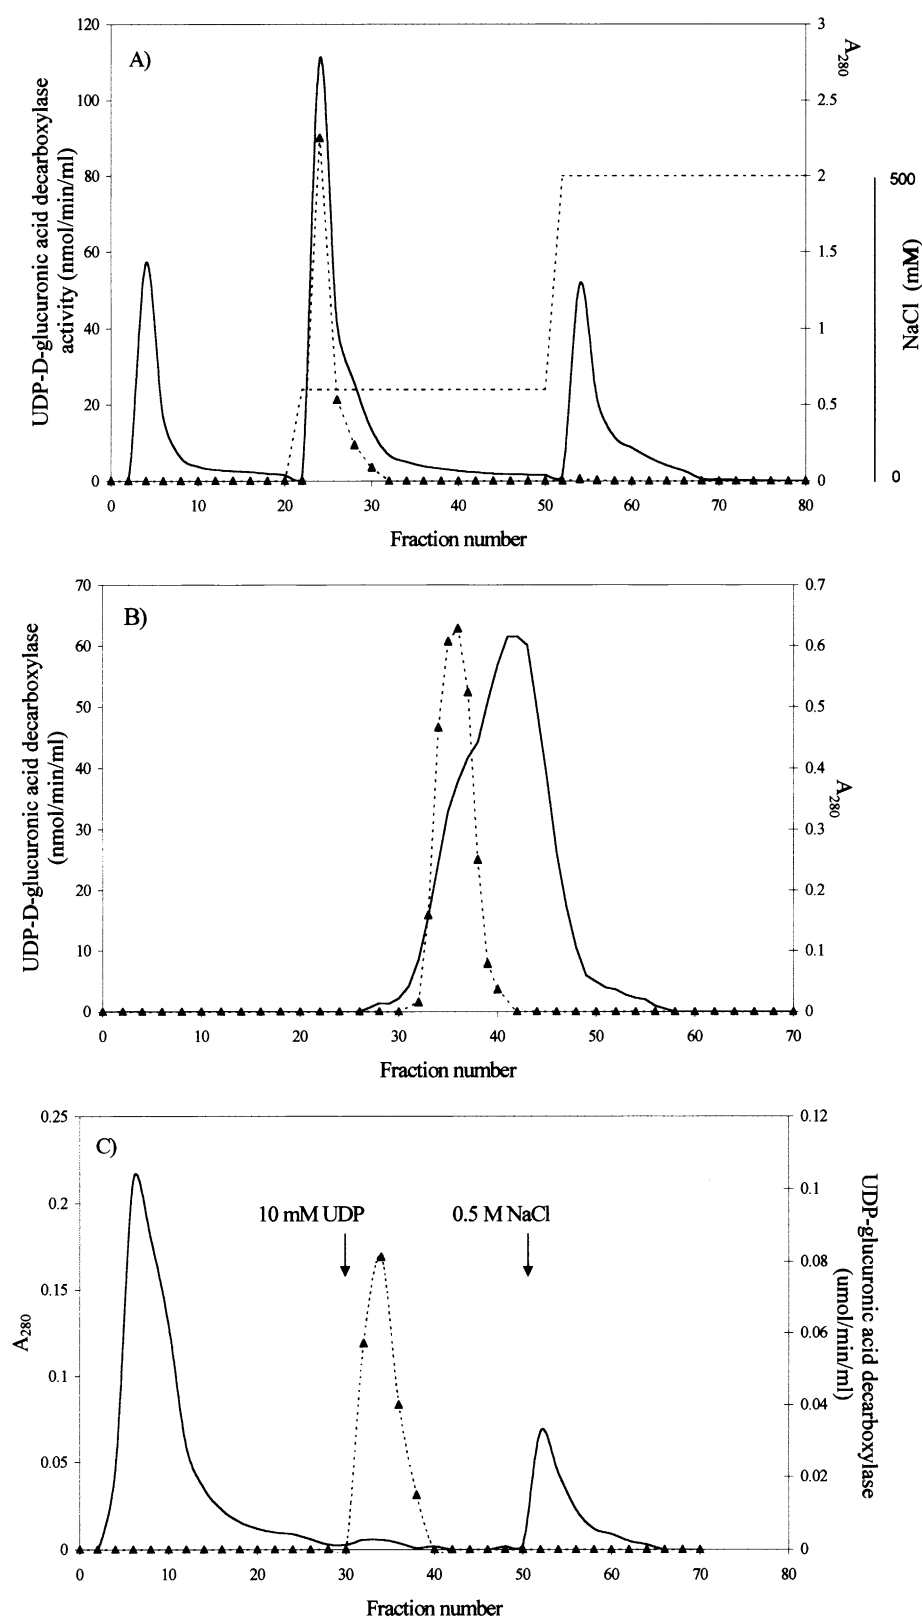 A)
UDP-D-glucuronic acid decarboxylase
activity (nmol/min/ml)
120
100
80
60
40
20
0
3
2.5
2
1.5
1
0.5
0
A280
500
0
NaCl (mM)
0 10 20 30 40 50 60 70 80
Fraction number
B)
UDP-D-glucuronic acid decarboxylase
(nmol/min/ml)
70
60
50
40
30
20
10
0
0.7
0.6
0.5
0.4
0.3
0.2
0.1
0
A280
0 10 20 30 40 50 60 70
Fraction number
C)
A280
0.25
0.2
0.15
0.1
0.05
0
10 mM UDP
0.5 M NaCl
0.12
0.1
0.08
0.06
0.04
0.02
0
UDP-glucuronic acid decarboxylase
(umol/min/ml)
0 10 20 30 40 50 60 70 80
Fraction number